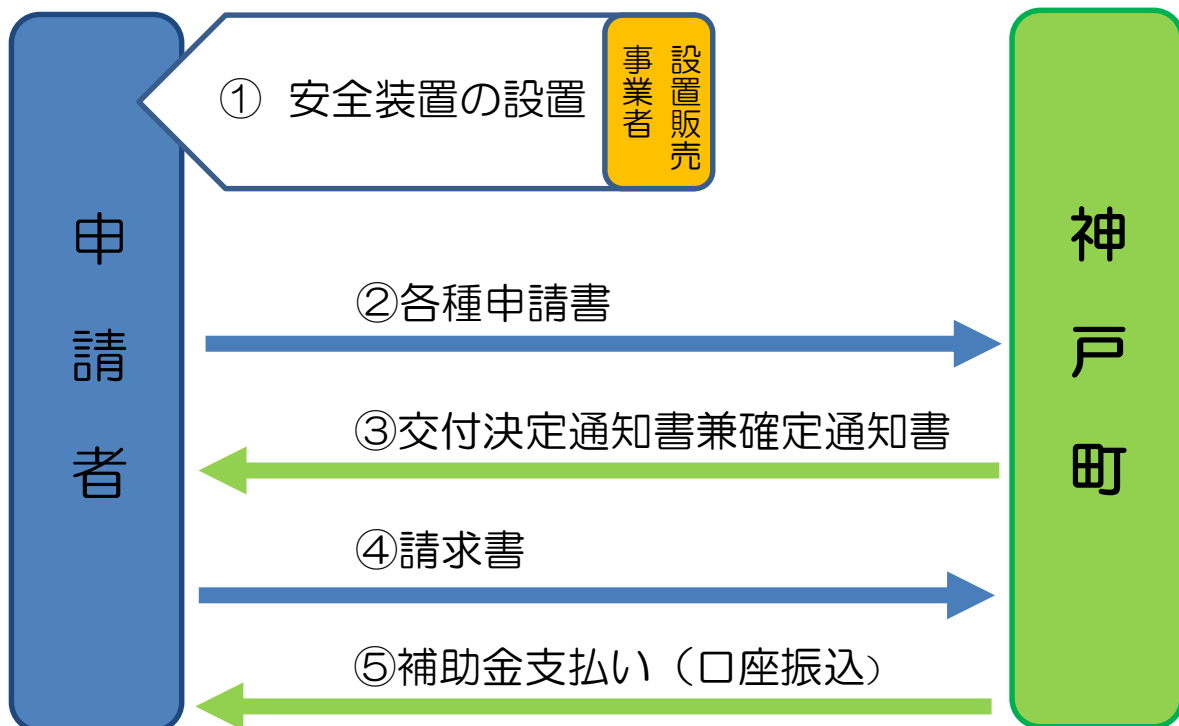 ① 安全装置の設置
設置販売
事業者
申請者
神戸町
②各種申請書
③交付決定通知書兼確定通知書
④請求書
⑤補助金支払い（口座振込）